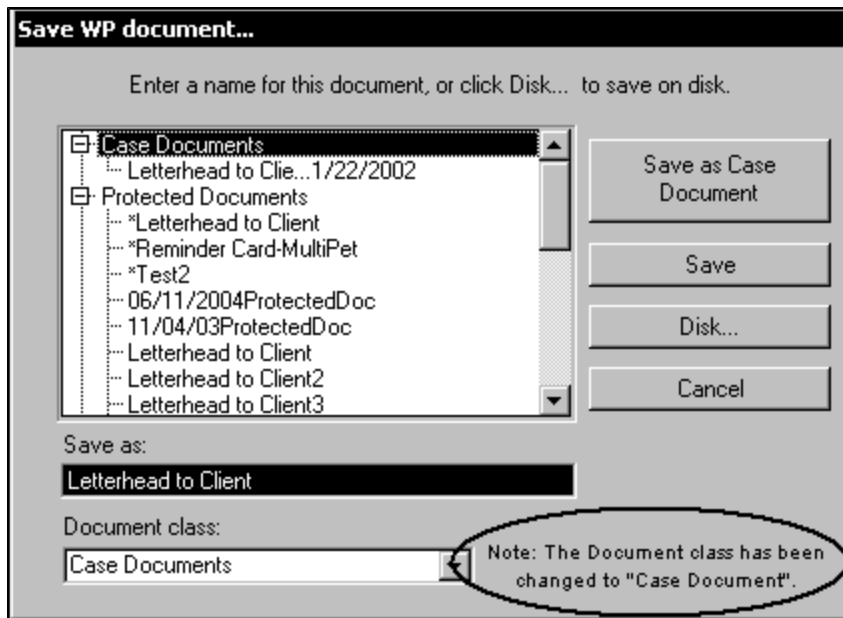 Save WP document...
Enter a name for this document, or click Disk... to save on disk.
Case Documents
Letterhead to Clie...1/22/2002
Protected Documents
*Letterhead to Client
*Reminder Card-MultiPet
*Test2
06/11/2004ProtectedDoc
11/04/03ProtectedDoc
Letterhead to Client
Letterhead to Client2
Letterhead to Client3
Save as Case
Document
Save
Disk...
Cancel
Save as:
Letterhead to Client
Document class:
Case Documents
Note: The Document class has been
changed to "Case Document".